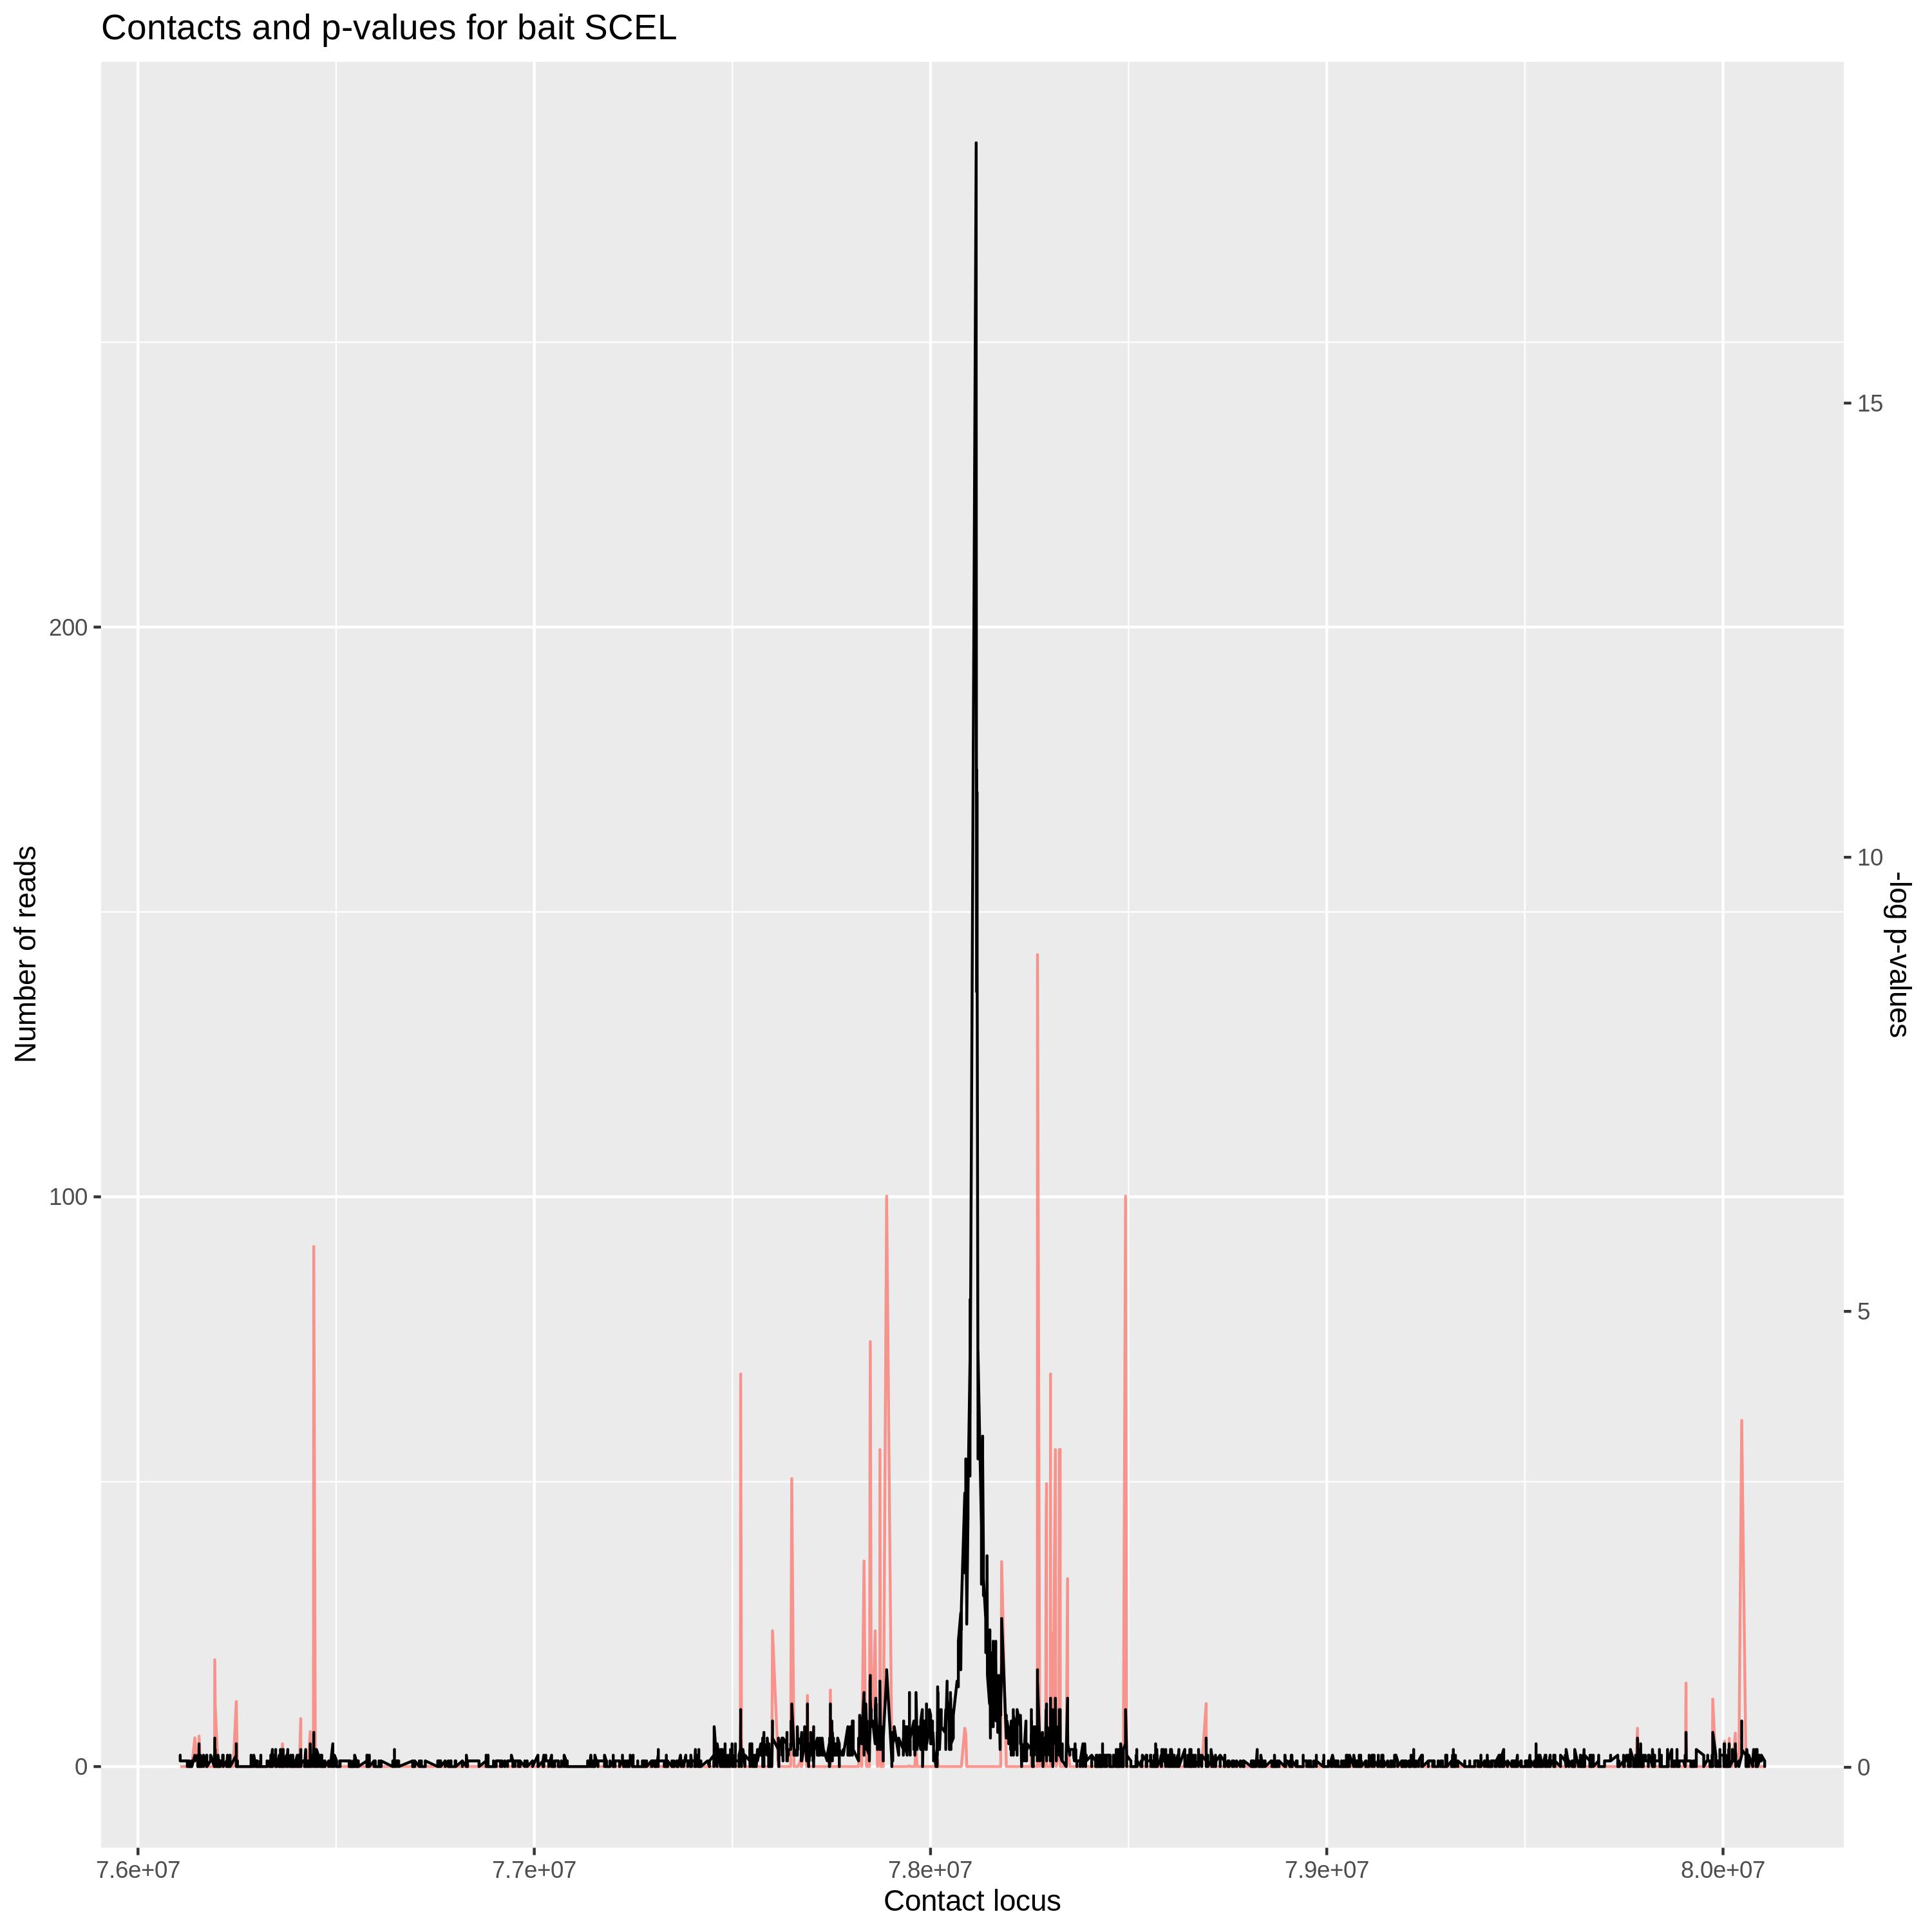 Contacts and p-values for bait SCEL
Number of reads
200
100
0
15
10
5
0
-log p-values
7.6e+07 7.7e+07 7.8e+07 7.9e+07 8.0e+07
Contact locus